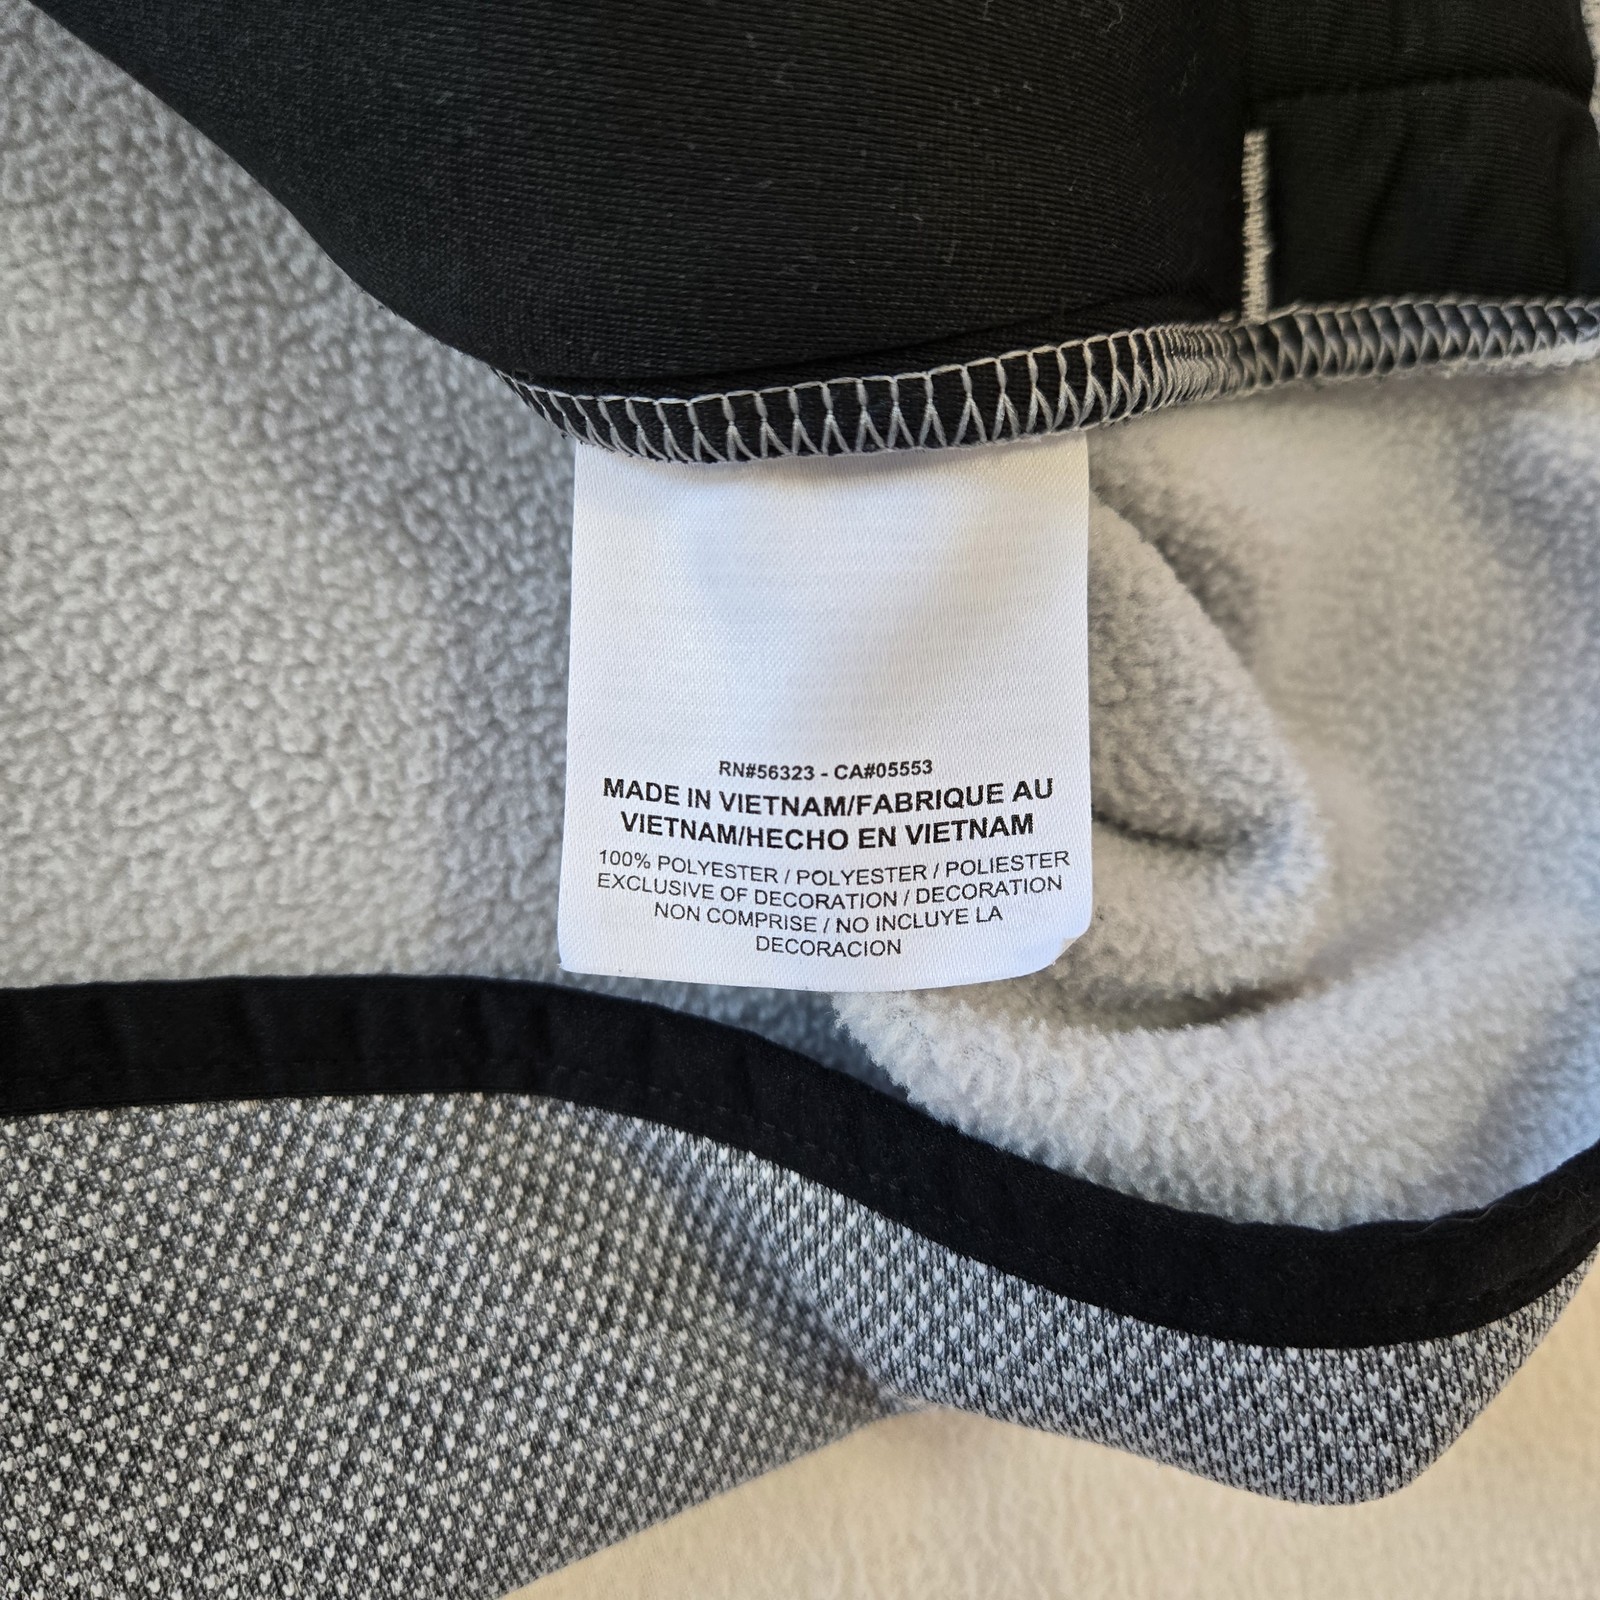 RN#56323 - CA#05553
MADE IN VIETNAM/FABRIQUE AU
VIETNAM/HECHO EN VIETNAM
100% POLYESTER / POLYESTER / POLIESTER
EXCLUSIVE OF DECORATION / DECORATION
NON COMPRISE / NO INCLUYE LA
DECORACION